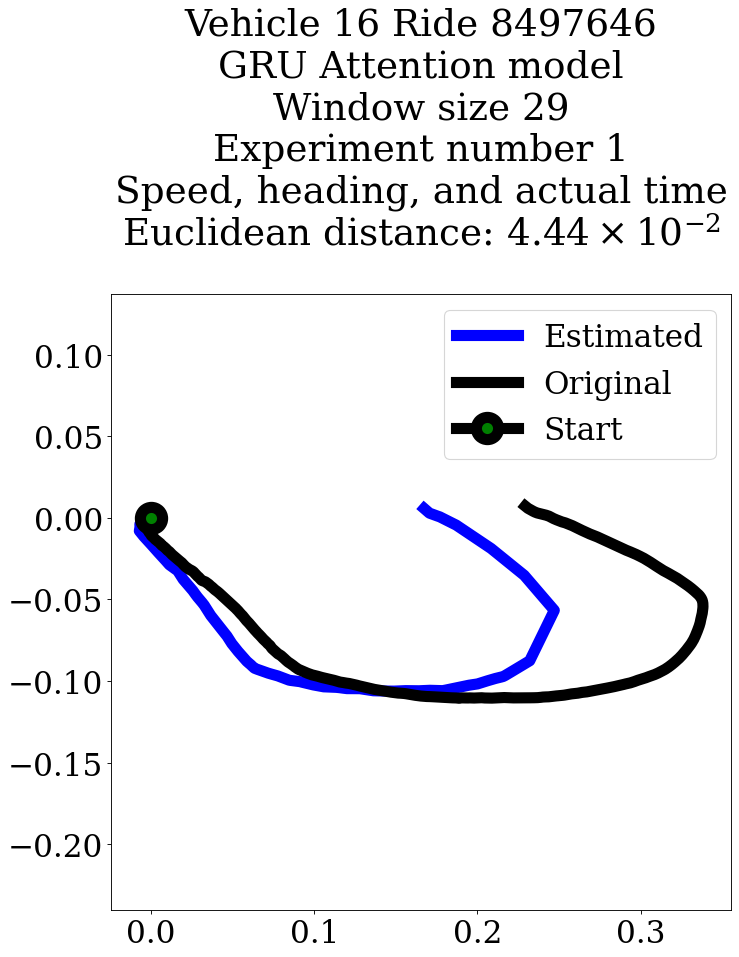 Vehicle 16 Ride 8497646
GRU Attention model
Window size 29
Experiment number 1
Speed, heading, and actual time
Euclidean distance: 4.44 × 10⁻²
Estimated
Original
Start
0.10
0.05
0.00
−0.05
−0.10
−0.15
−0.20
0.0 0.1 0.2 0.3